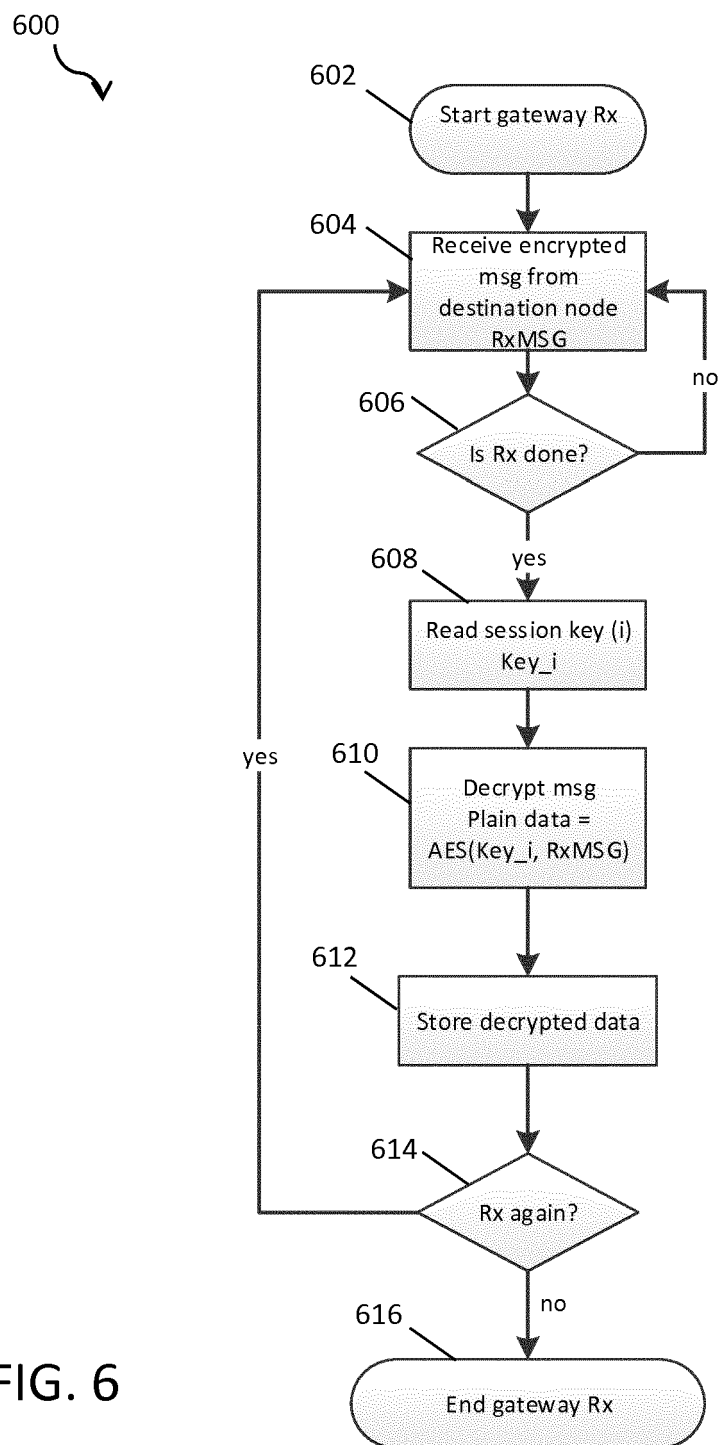 600
602
Start gateway Rx
604
Receive encrypted
msg from
destination node
RxMSG
no
606
Is Rx done?
yes
608
Read session key (i)
Key_i
yes
610
Decrypt msg
Plain data =
AES(Key_i, RxMSG)
612
Store decrypted data
614
Rx again?
no
616
End gateway Rx
FIG. 6